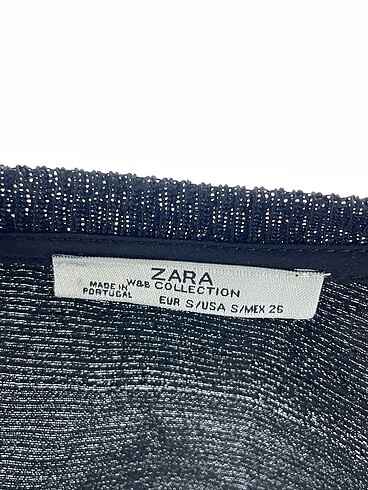 ZARA
W&B COLLECTION
MADE IN
PORTUGAL
EUR S/USA S/MEX 26